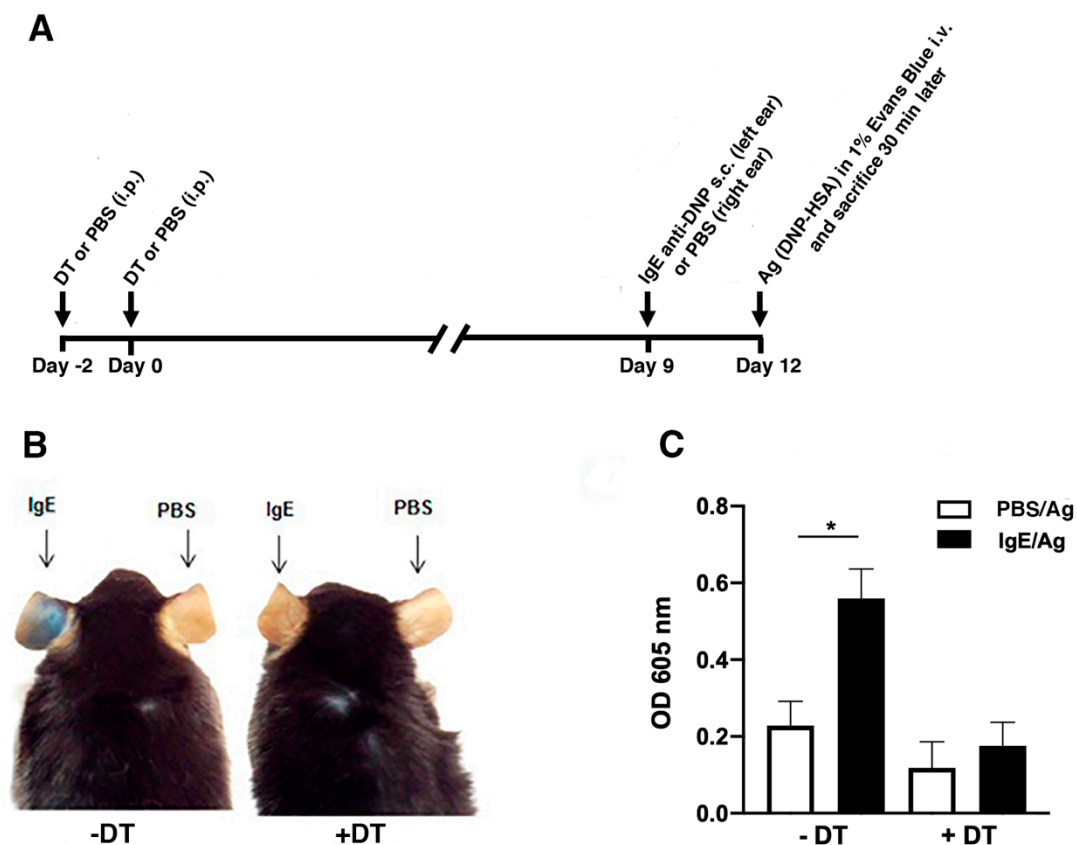 A
DT or PBS (i.p.)
DT or PBS (i.p.)
IgE anti-DNP s.c. (left ear)
or PBS (right ear)
Ag (DNP-HSA) in 1% Evans Blue i.v.
and sacrifice 30 min later
Day -2
Day 0
Day 9
Day 12
B
IgE
PBS
IgE
PBS
-DT
+DT
C
0.8
0.6
0.4
0.2
0.0
OD 605 nm
*
PBS/Ag
IgE/Ag
- DT
+ DT